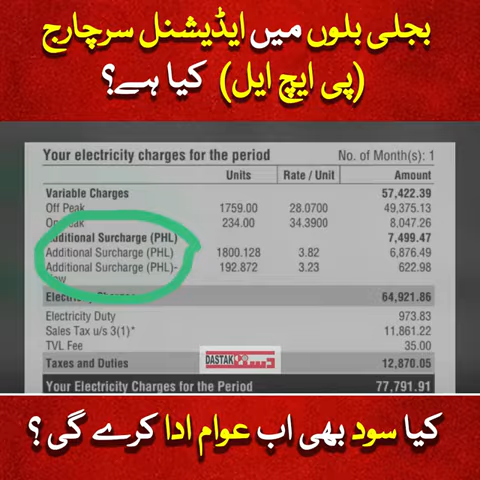 بجلی بلوں میں ایڈیشنل سرچارج
(پی ایچ ایل) کیا ہے؟
Your electricity charges for the period No. of Month(s): 1
Units Rate / Unit Amount
Variable Charges 57,422.39
Off Peak 1759.00 28.0700 49,375.13
On Peak 234.00 34.3900 8,047.26
Additional Surcharge (PHL) 7,499.47
Additional Surcharge (PHL) 1800.128 3.82 6,876.49
Additional Surcharge (PHL)- 192.872 3.23 622.98
Electricity Charges 64,921.86
Electricity Duty 973.83
Sales Tax u/s 3(1)* 11,861.22
TVL Fee 35.00
DASTAK دستک
Taxes and Duties 12,870.05
Your Electricity Charges for the Period 77,791.91
کیا سود بھی اب عوام ادا کرے گی ؟